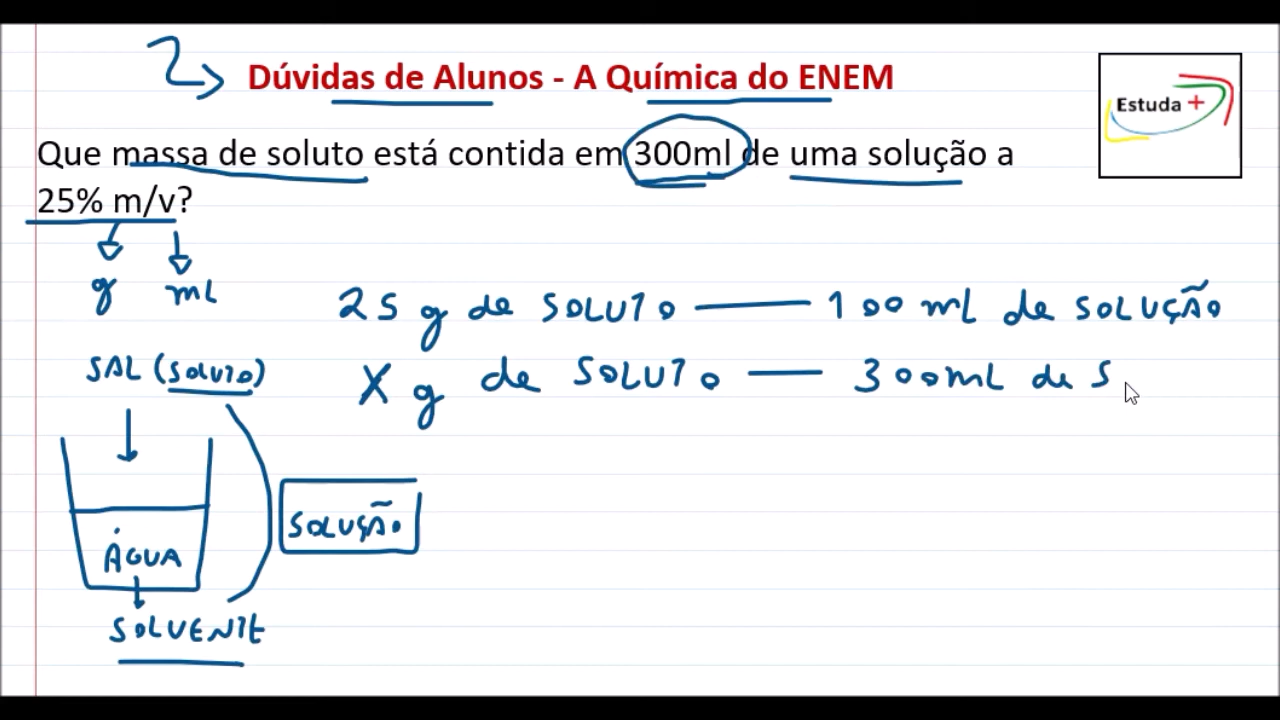 Dúvidas de Alunos - A Química do ENEM
Estuda +
Que massa de soluto está contida em 300ml de uma solução a
25% m/v?
g mL
25 g de SOLUTO 100 mL de SOLUÇÃO
SAL (SOLUTO)
X g de SOLUTO 300mL de S
SOLUÇÃO
ÁGUA
SOLVENTE